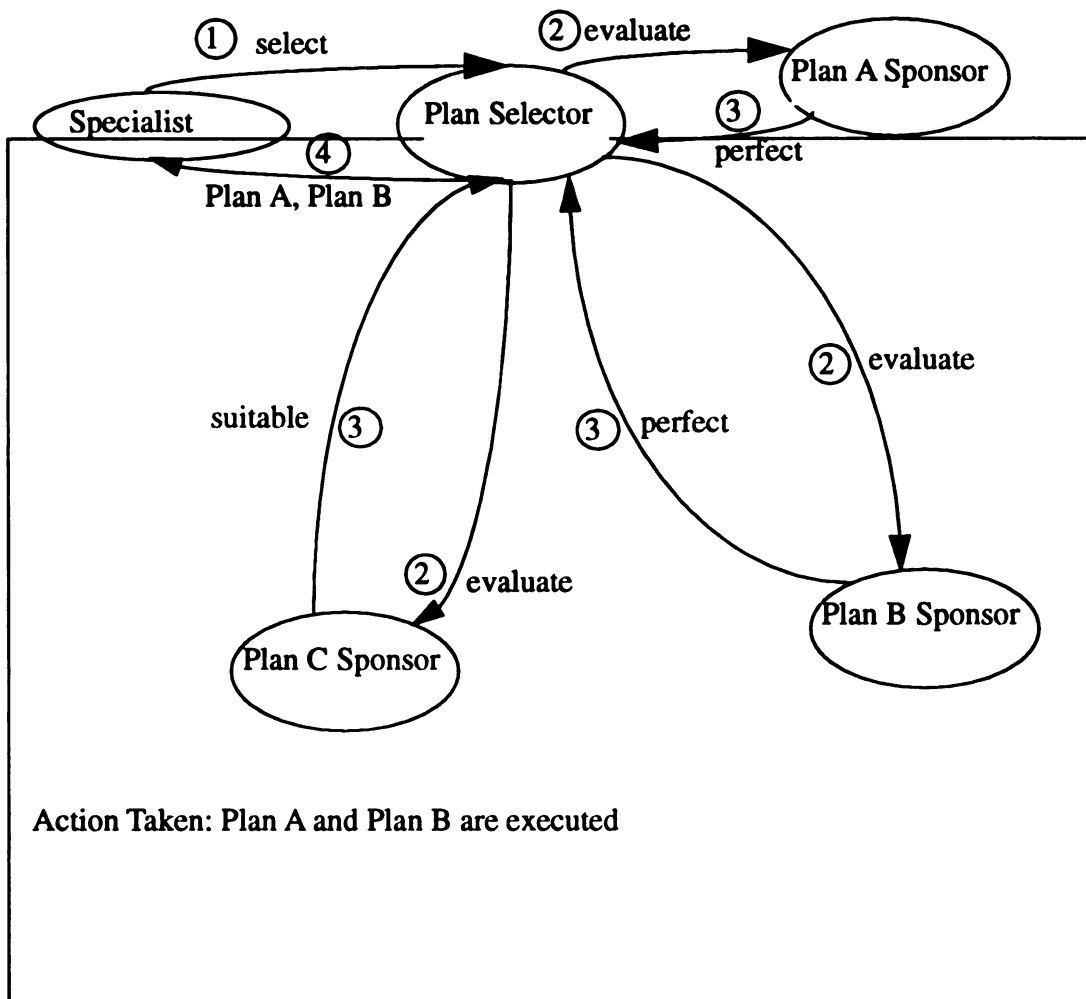 ① select
② evaluate
Plan A Sponsor
Specialist
Plan Selector
③
perfect
④
Plan A, Plan B
② evaluate
suitable ③
③ perfect
② evaluate
Plan B Sponsor
Plan C Sponsor
Action Taken: Plan A and Plan B are executed